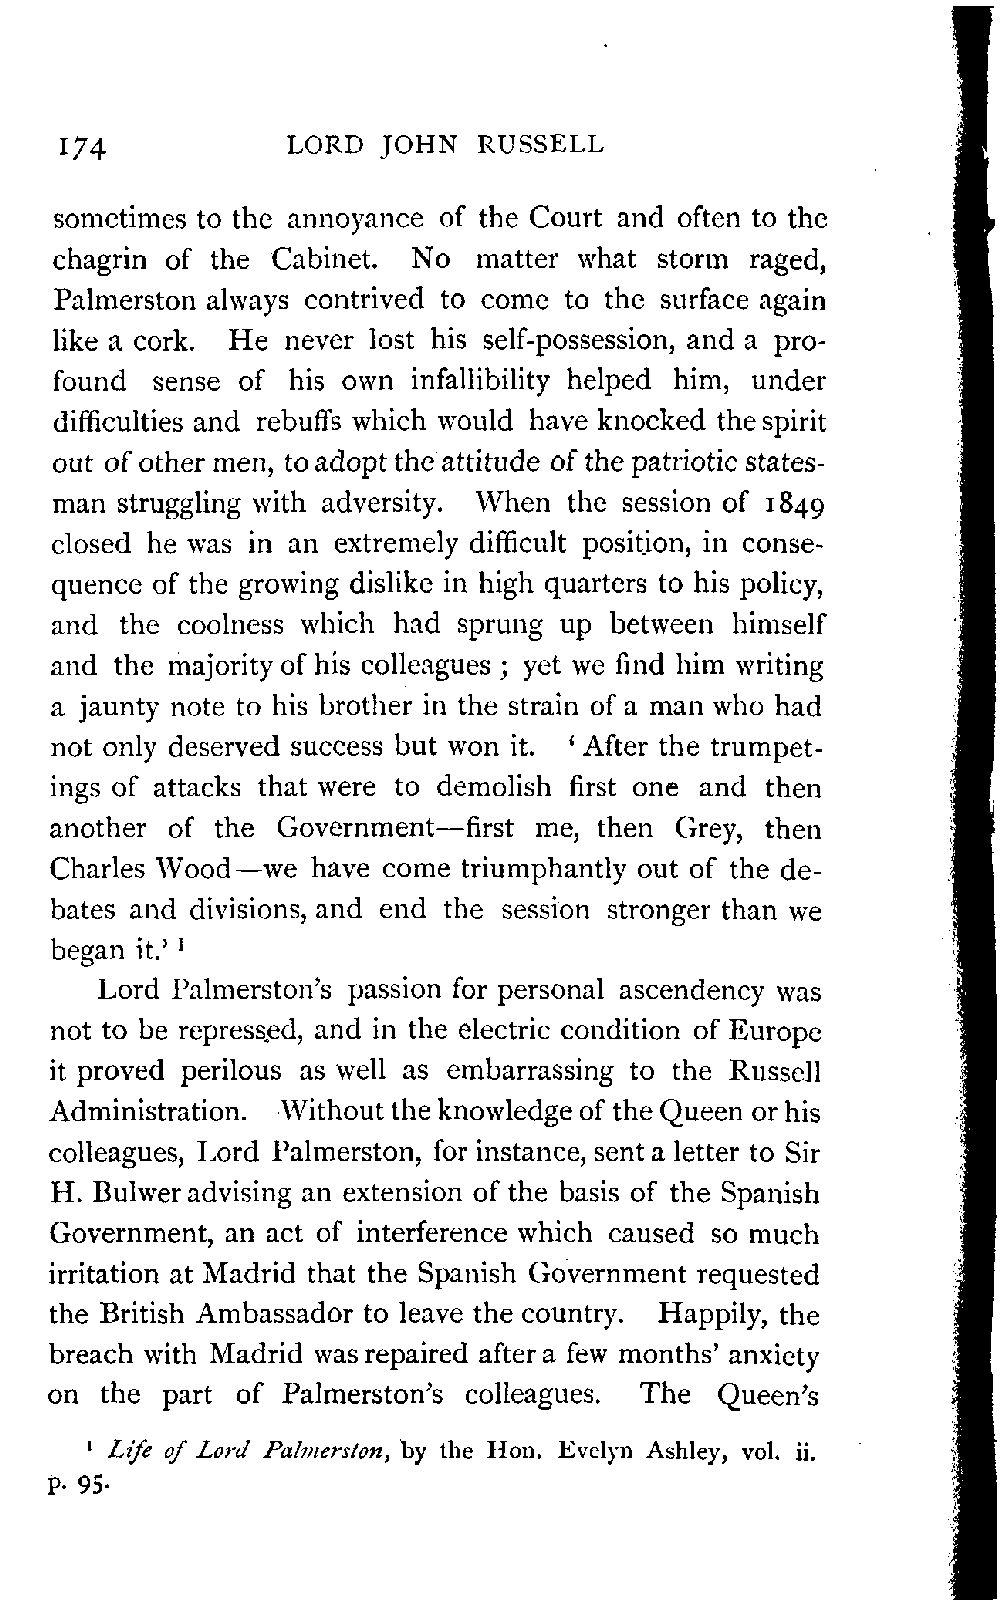 174 LORD JOHN RUSSELL
sometimes to the annoyance of the Court and often to the
chagrin of the Cabinet. No matter what storm raged,
Palmerston always contrived to come to the surface again
like a cork. He never lost his self-possession, and a pro-
found sense of his own infallibility helped him, under
difficulties and rebuffs which would have knocked the spirit
out of other men, to adopt the attitude of the patriotic states-
man struggling with adversity. When the session of 1849
closed he was in an extremely difficult position, in conse-
quence of the growing dislike in high quarters to his policy,
and the coolness which had sprung up between himself
and the majority of his colleagues ; yet we find him writing
a jaunty note to his brother in the strain of a man who had
not only deserved success but won it. ‘ After the trumpet-
ings of attacks that were to demolish first one and then
another of the Government—first me, then Grey, then
Charles Wood—we have come triumphantly out of the de-
bates and divisions, and end the session stronger than we
began it.’ ¹
Lord Palmerston’s passion for personal ascendency was
not to be repressed, and in the electric condition of Europe
it proved perilous as well as embarrassing to the Russell
Administration. Without the knowledge of the Queen or his
colleagues, Lord Palmerston, for instance, sent a letter to Sir
H. Bulwer advising an extension of the basis of the Spanish
Government, an act of interference which caused so much
irritation at Madrid that the Spanish Government requested
the British Ambassador to leave the country. Happily, the
breach with Madrid was repaired after a few months’ anxiety
on the part of Palmerston’s colleagues. The Queen’s
¹ Life of Lord Palmerston, by the Hon. Evelyn Ashley, vol. ii.
p. 95.